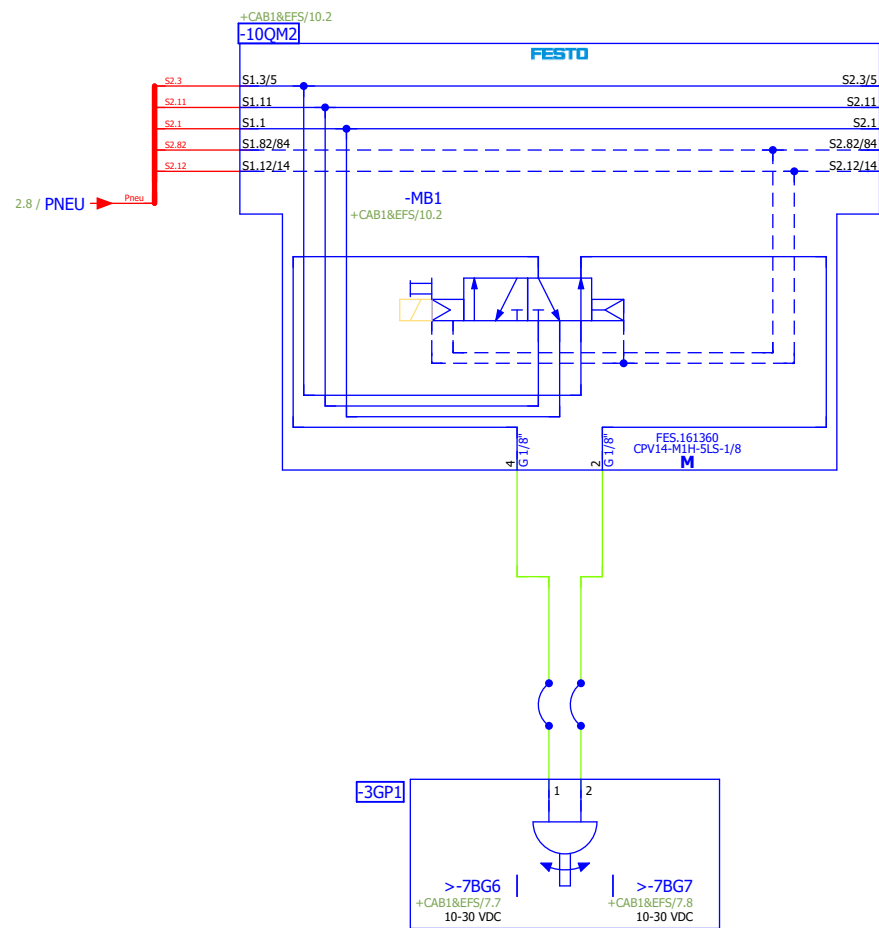 +CAB1&EFS/10.2
-10QM2
FESTO
S2.3 S1.3/5 S2.3/5
S2.11 S1.11 S2.11
S2.1 S1.1 S2.1
S2.82 S1.82/84 S2.82/84
S2.12 S1.12/14 S2.12/14
2.8 / PNEU Pneu
-MB1
+CAB1&EFS/10.2
4 G 1/8"
2 G 1/8"
FES.161360
CPV14-M1H-5LS-1/8
M
-3GP1
1 2
>-7BG6 >-7BG7
+CAB1&EFS/7.7 +CAB1&EFS/7.8
10-30 VDC 10-30 VDC